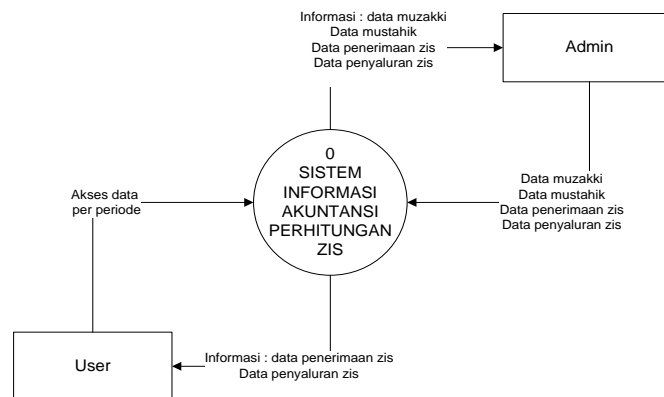 Informasi : data muzakki
Data mustahik
Data penerimaan zis
Data penyaluran zis
Admin
0
SISTEM
INFORMASI
AKUNTANSI
PERHITUNGAN
ZIS
Akses data
per periode
Data muzakki
Data mustahik
Data penerimaan zis
Data penyaluran zis
User
Informasi : data penerimaan zis
Data penyaluran zis